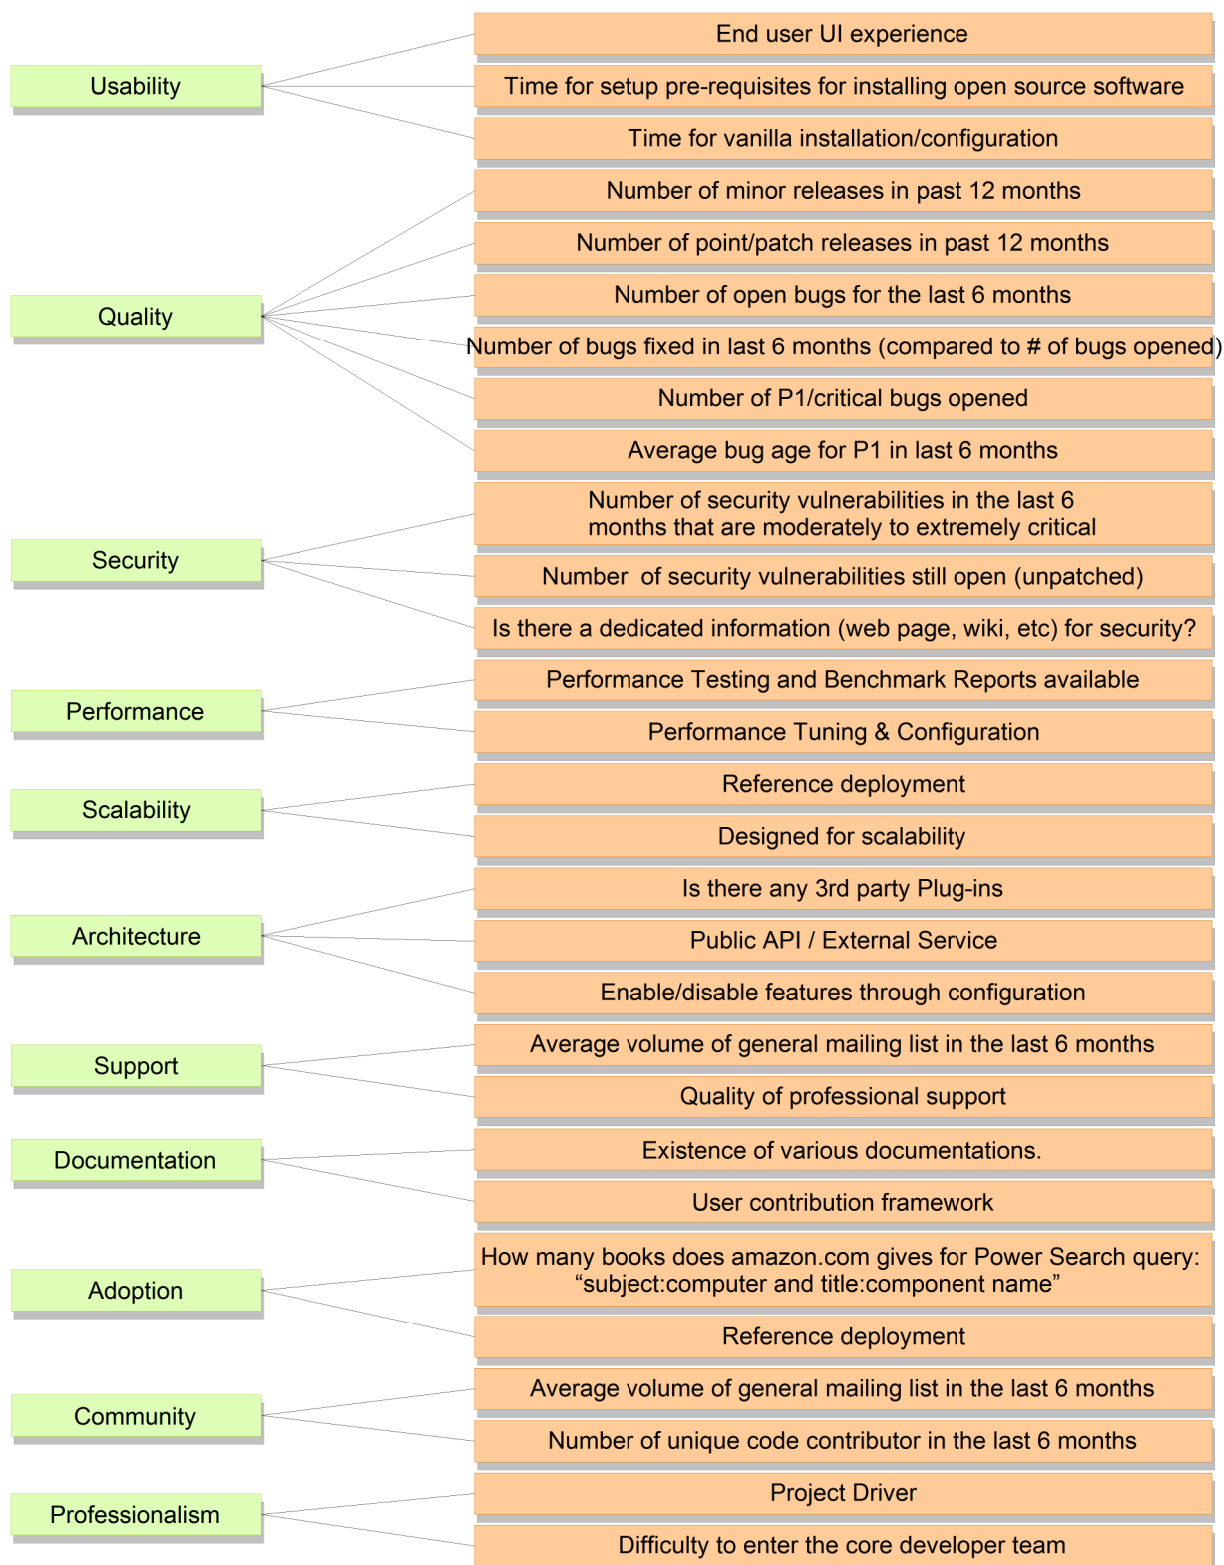 Usability
End user UI experience
Time for setup pre-requisites for installing open source software
Time for vanilla installation/configuration
Quality
Number of minor releases in past 12 months
Number of point/patch releases in past 12 months
Number of open bugs for the last 6 months
Number of bugs fixed in last 6 months (compared to # of bugs opened)
Number of P1/critical bugs opened
Average bug age for P1 in last 6 months
Security
Number of security vulnerabilities in the last 6
months that are moderately to extremely critical
Number of security vulnerabilities still open (unpatched)
Is there a dedicated information (web page, wiki, etc) for security?
Performance
Performance Testing and Benchmark Reports available
Performance Tuning & Configuration
Scalability
Reference deployment
Designed for scalability
Architecture
Is there any 3rd party Plug-ins
Public API / External Service
Enable/disable features through configuration
Support
Average volume of general mailing list in the last 6 months
Quality of professional support
Documentation
Existence of various documentations.
User contribution framework
Adoption
How many books does amazon.com gives for Power Search query:
“subject:computer and title:component name”
Reference deployment
Community
Average volume of general mailing list in the last 6 months
Number of unique code contributor in the last 6 months
Professionalism
Project Driver
Difficulty to enter the core developer team